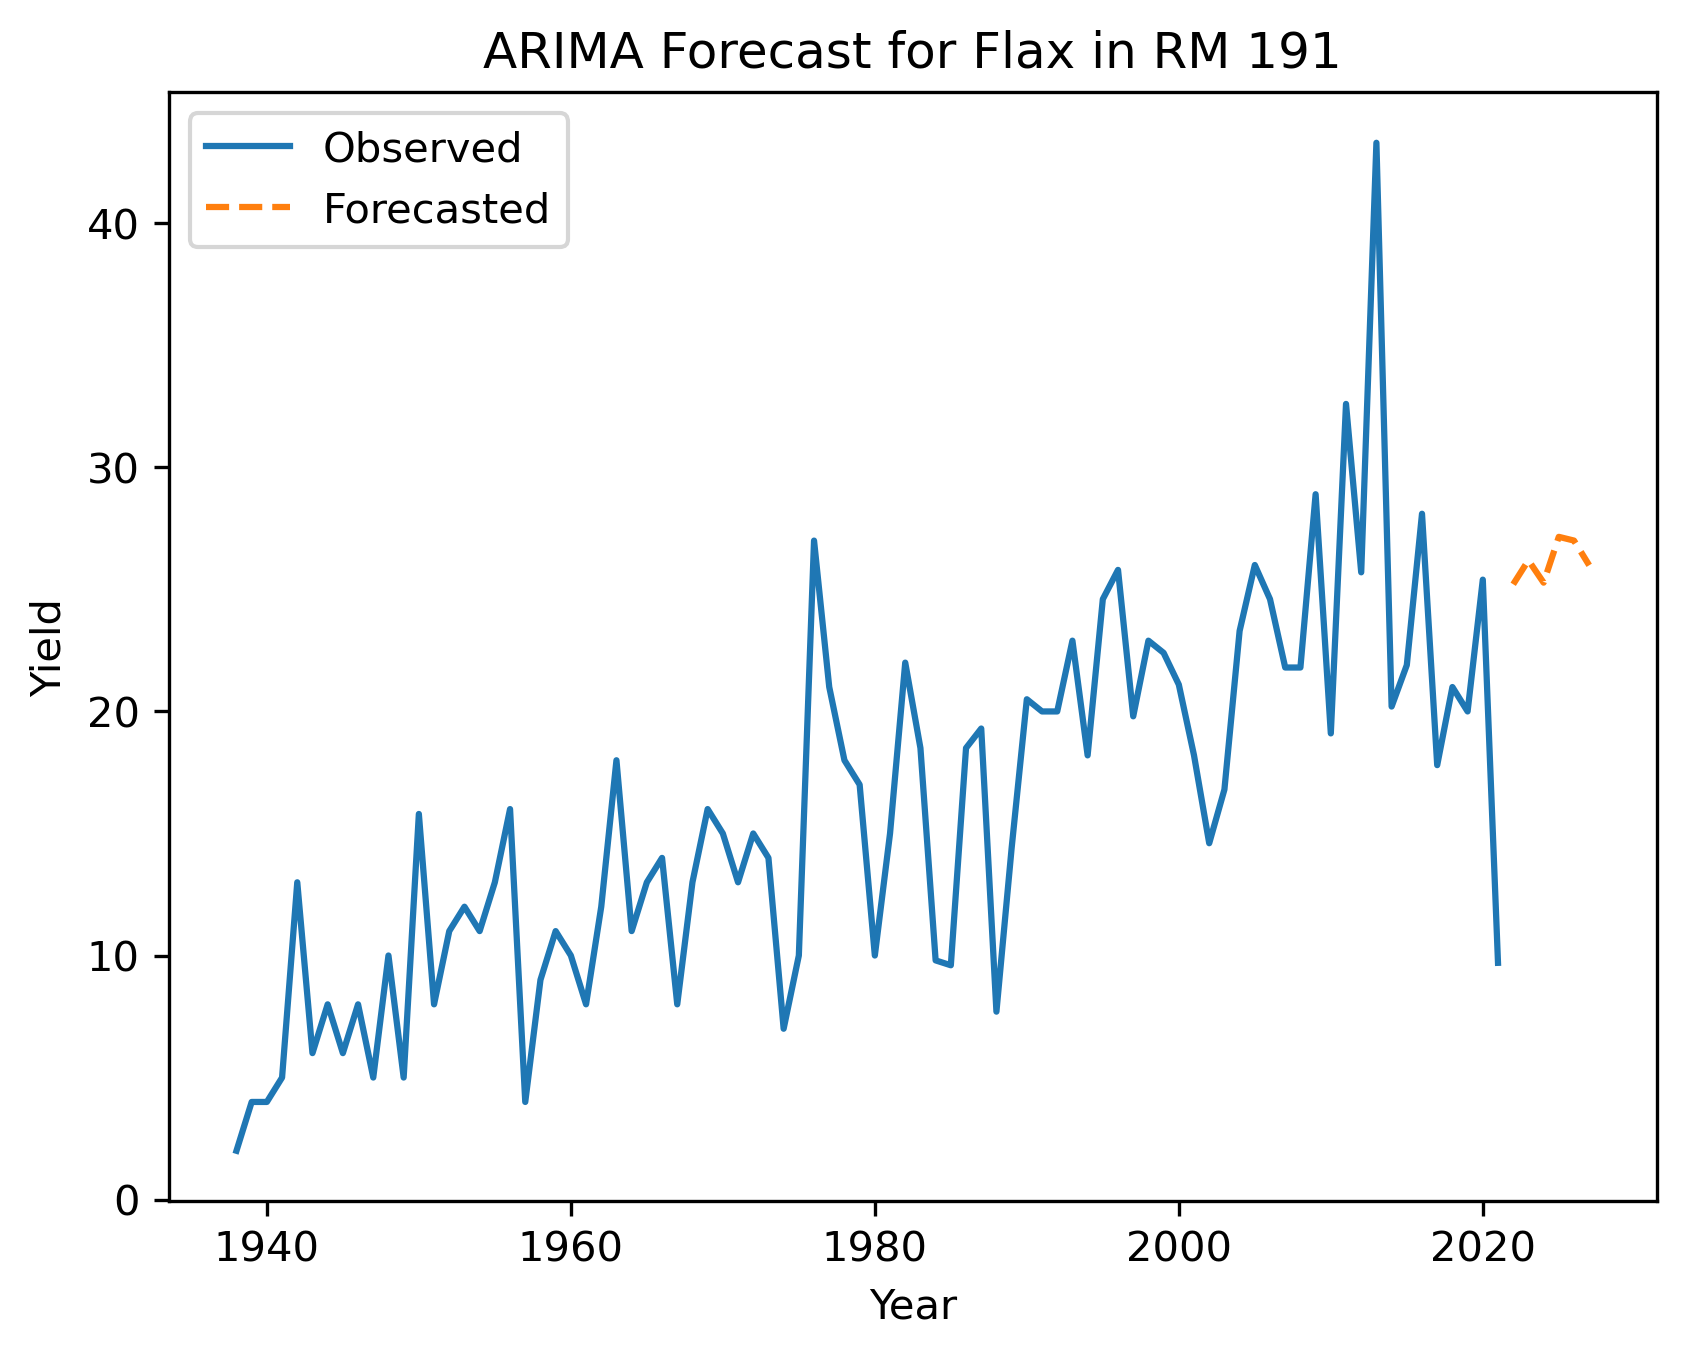 ARIMA Forecast for Flax in RM 191
Observed
Forecasted
40
30
20
10
0
Yield
1940 1960 1980 2000 2020
Year